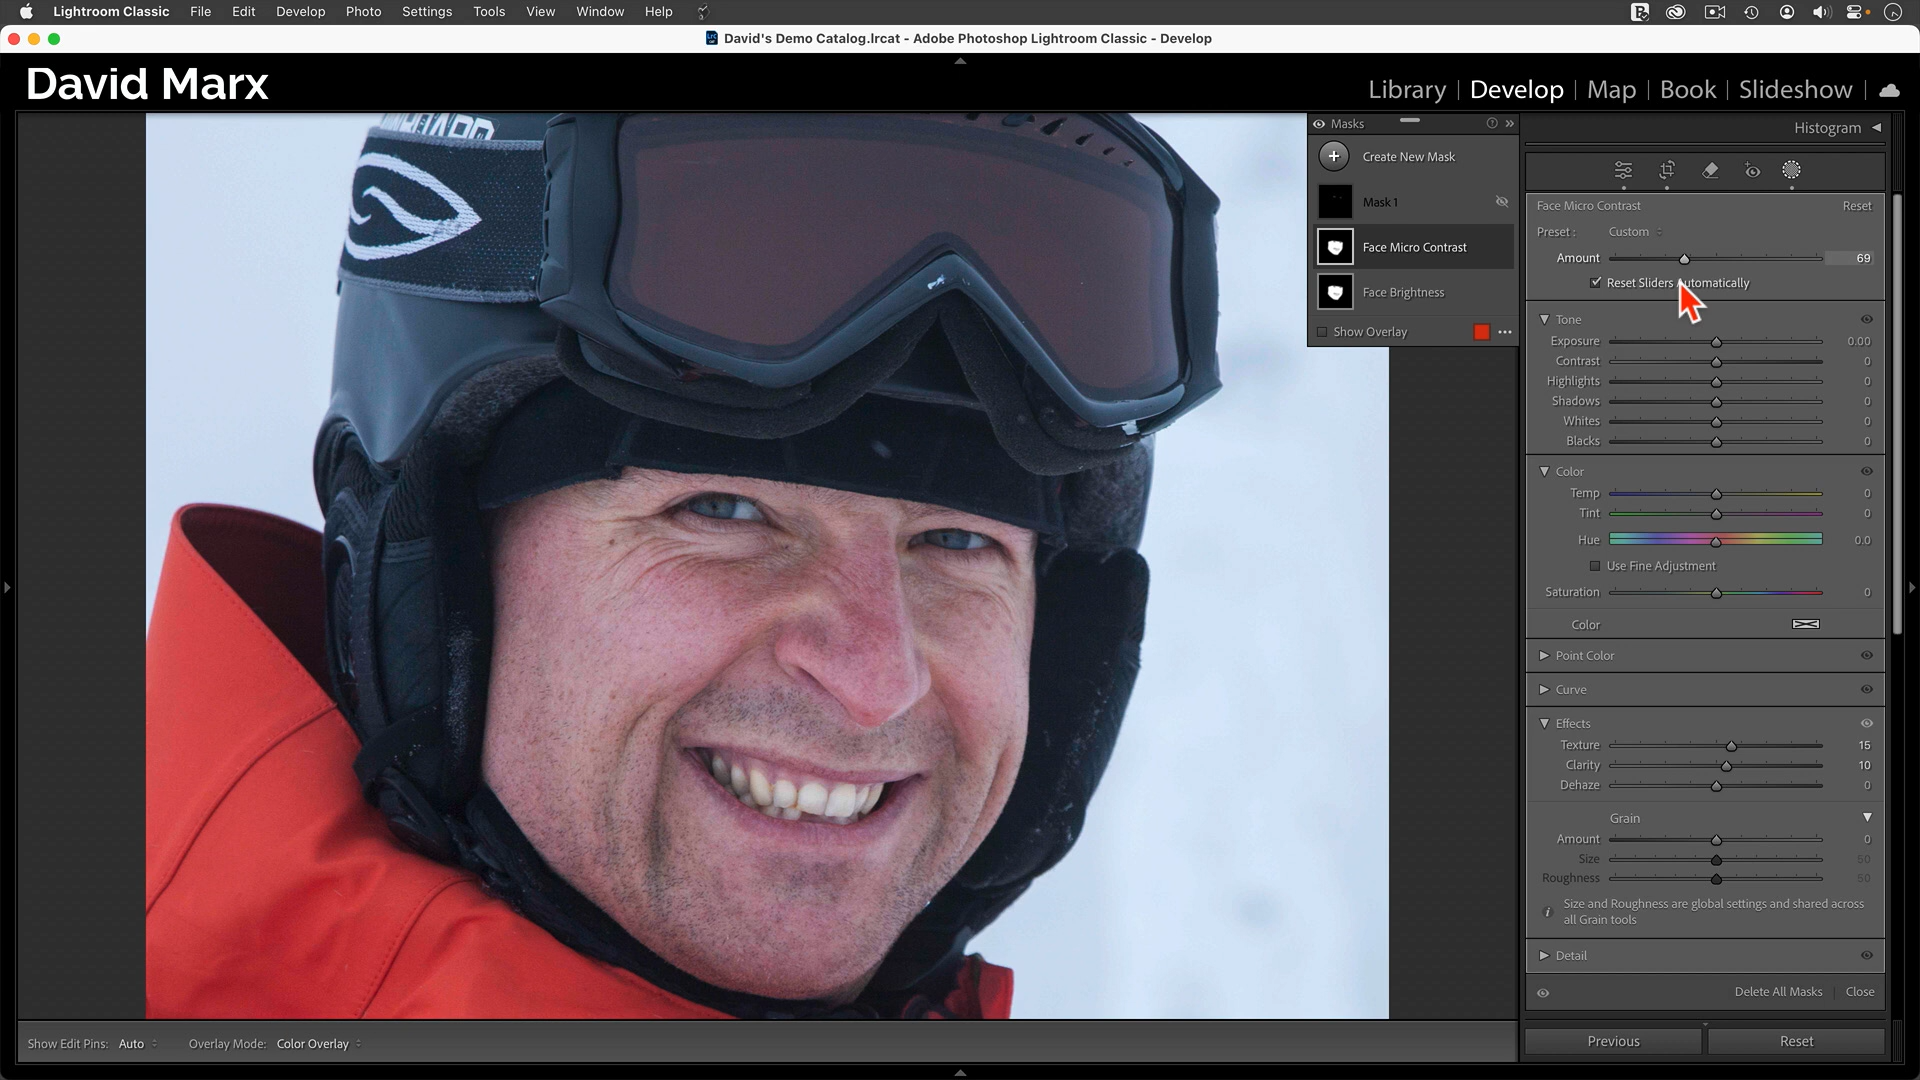 Lightroom Classic File Edit Develop Photo Settings Tools View Window Help
David's Demo Catalog.lrcat - Adobe Photoshop Lightroom Classic - Develop
David Marx
Library | Develop | Map | Book | Slideshow |
Histogram
Masks
Create New Mask
Mask 1
Face Micro Contrast
Face Brightness
Show Overlay
Face Micro Contrast Reset
Preset : Custom
Amount 69
Reset Sliders Automatically
Tone
Exposure 0.00
Contrast 0
Highlights 0
Shadows 0
Whites 0
Blacks 0
Color
Temp 0
Tint 0
Hue 0.0
Use Fine Adjustment
Saturation 0
Color
Point Color
Curve
Effects
Texture 15
Clarity 10
Dehaze 0
Grain
Amount 0
Size 50
Roughness 50
Size and Roughness are global settings and shared across
all Grain tools
Detail
Delete All Masks Close
Previous Reset
Show Edit Pins: Auto Overlay Mode: Color Overlay